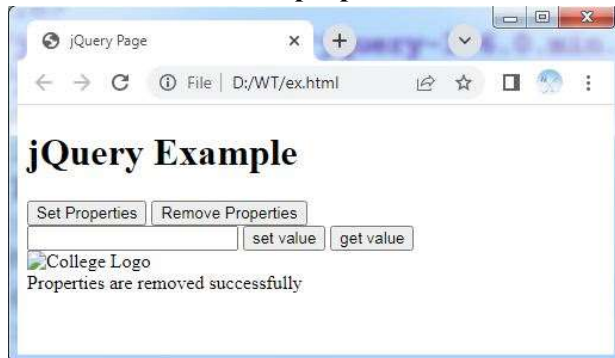 jQuery Page
File | D:/WT/ex.html
jQuery Example
Set Properties Remove Properties
set value get value
College Logo
Properties are removed successfully